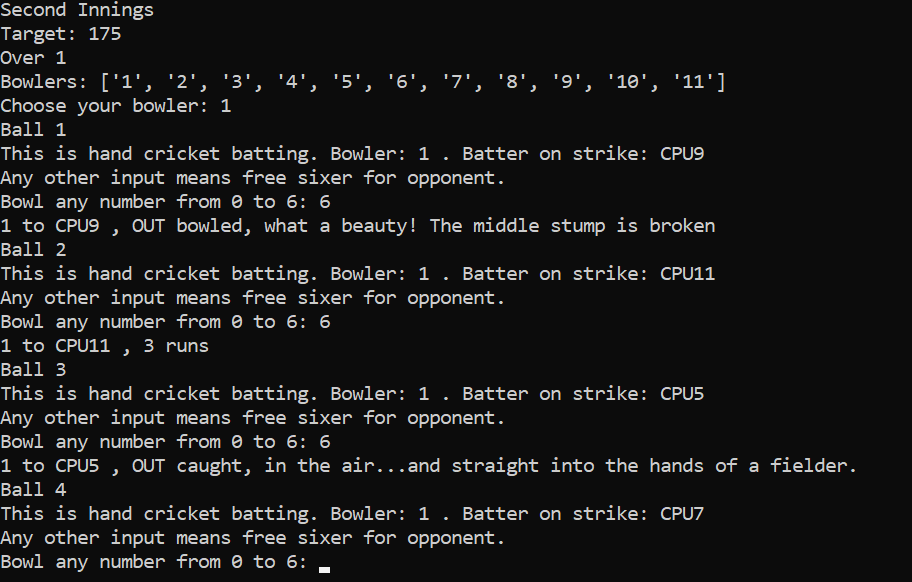 Second Innings
Target: 175
Over 1
Bowlers: ['1', '2', '3', '4', '5', '6', '7', '8', '9', '10', '11']
Choose your bowler: 1
Ball 1
This is hand cricket batting. Bowler: 1 . Batter on strike: CPU9
Any other input means free sixer for opponent.
Bowl any number from 0 to 6: 6
1 to CPU9 , OUT bowled, what a beauty! The middle stump is broken
Ball 2
This is hand cricket batting. Bowler: 1 . Batter on strike: CPU11
Any other input means free sixer for opponent.
Bowl any number from 0 to 6: 6
1 to CPU11 , 3 runs
Ball 3
This is hand cricket batting. Bowler: 1 . Batter on strike: CPU5
Any other input means free sixer for opponent.
Bowl any number from 0 to 6: 6
1 to CPU5 , OUT caught, in the air...and straight into the hands of a fielder.
Ball 4
This is hand cricket batting. Bowler: 1 . Batter on strike: CPU7
Any other input means free sixer for opponent.
Bowl any number from 0 to 6: